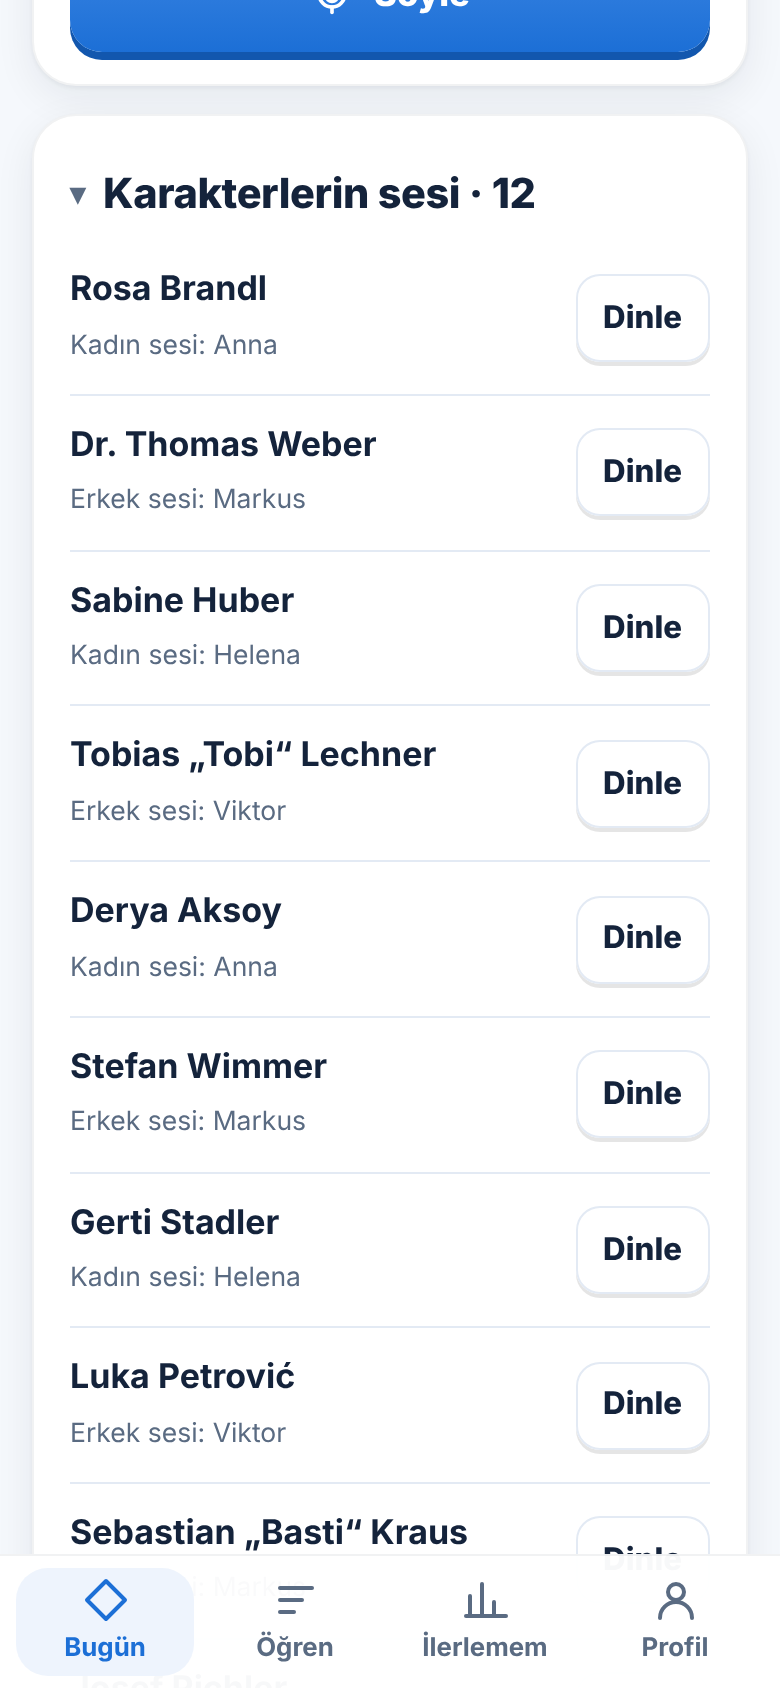 Söyle
▾ Karakterlerin sesi · 12
Rosa Brandl
Kadın sesi: Anna
Dinle
Dr. Thomas Weber
Erkek sesi: Markus
Dinle
Sabine Huber
Kadın sesi: Helena
Dinle
Tobias „Tobi“ Lechner
Erkek sesi: Viktor
Dinle
Derya Aksoy
Kadın sesi: Anna
Dinle
Stefan Wimmer
Erkek sesi: Markus
Dinle
Gerti Stadler
Kadın sesi: Helena
Dinle
Luka Petrović
Erkek sesi: Viktor
Dinle
Sebastian „Basti“ Kraus
Dinle
Bugün
Öğren
İlerlemem
Profil